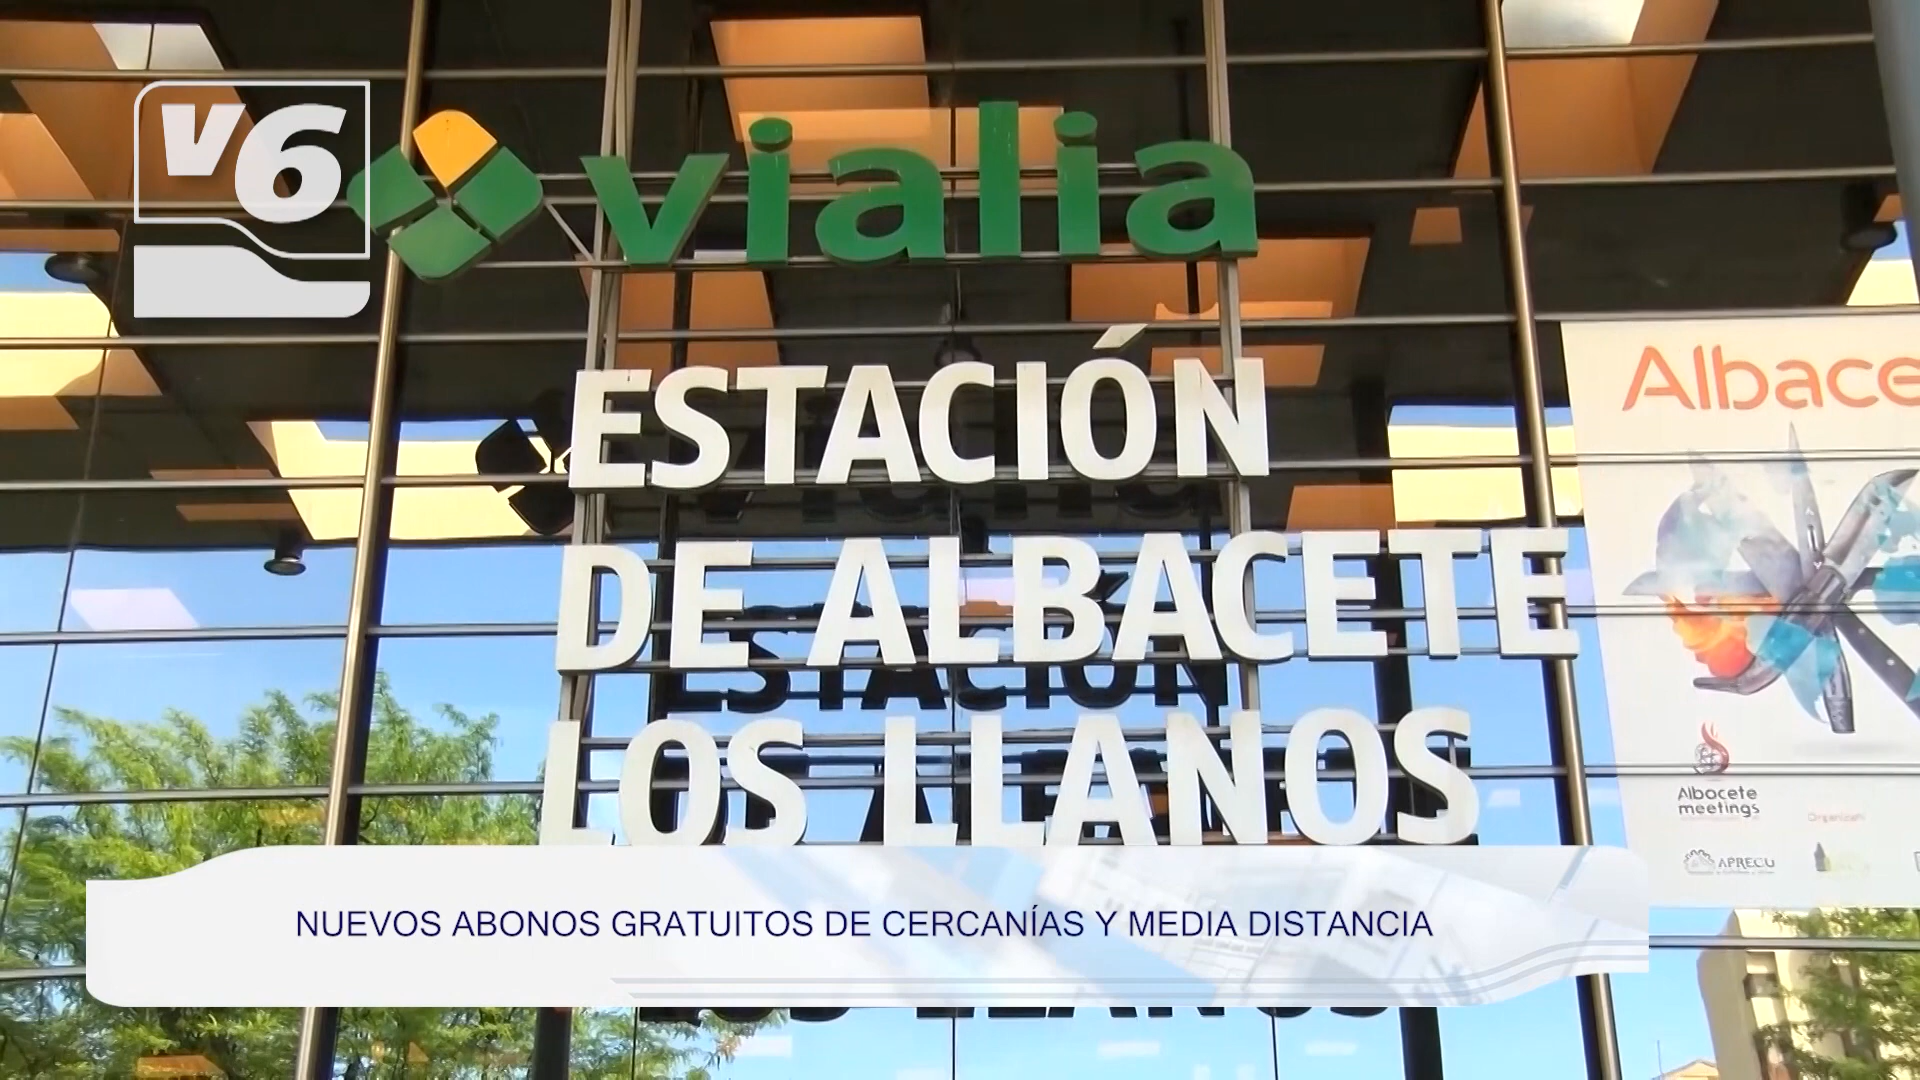 v6
vialia
ESTACIÓN
DE ALBACETE
LOS LLANOS
Albace
Albacete
meetings
APRECU
NUEVOS ABONOS GRATUITOS DE CERCANÍAS Y MEDIA DISTANCIA